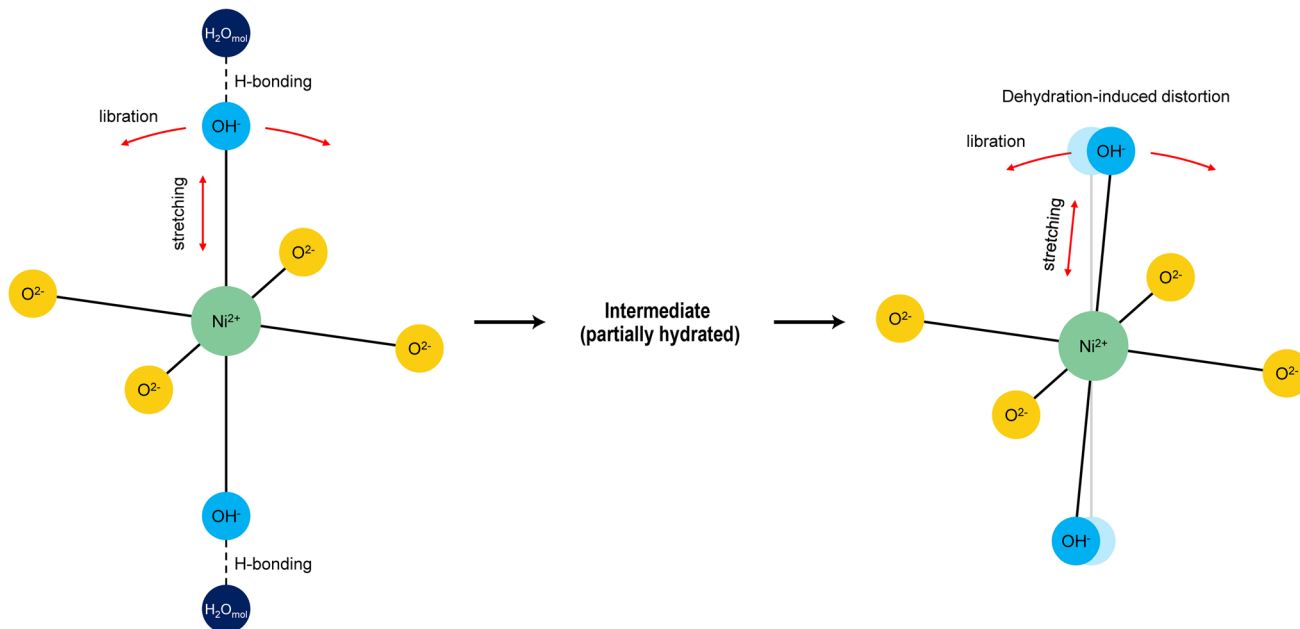 H₂Oₘₒₗ
H-bonding
libration
OH⁻
stretching
O²⁻
O²⁻
Ni²⁺
O²⁻
O²⁻
OH⁻
H-bonding
H₂Oₘₒₗ
Intermediate
(partially hydrated)
Dehydration-induced distortion
libration
OH⁻
stretching
O²⁻
O²⁻
Ni²⁺
O²⁻
O²⁻
OH⁻